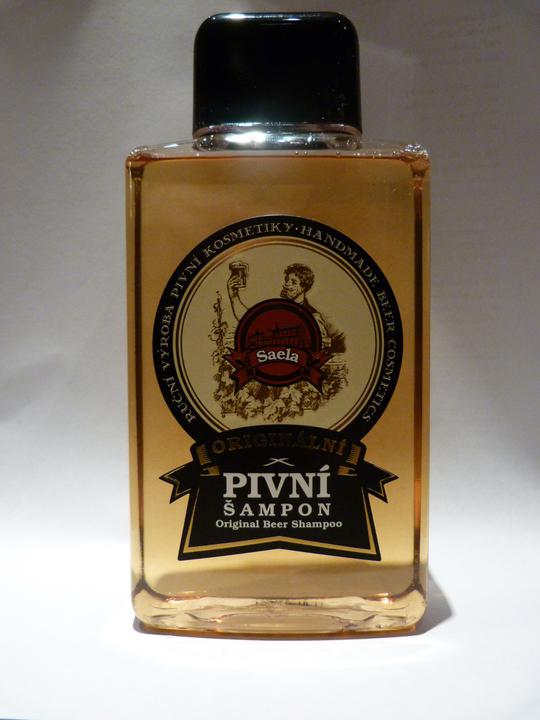 RUČNÍ VÝROBA PIVNÍ KOSMETIKY · HANDMADE BEER COSMETICS
Saela
ORIGINÁLNÍ
PIVNÍ
ŠAMPON
Original Beer Shampoo